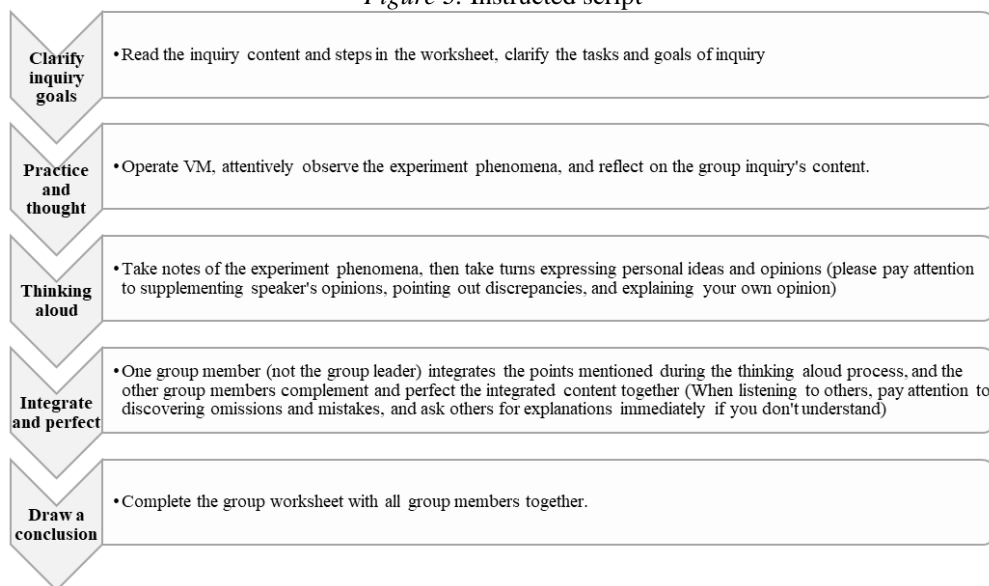 Figure 3. Instructed script
Clarify
inquiry
goals
•Read the inquiry content and steps in the worksheet, clarify the tasks and goals of inquiry
Practice
and
thought
•Operate VM, attentively observe the experiment phenomena, and reflect on the group inquiry's content.
Thinking
aloud
•Take notes of the experiment phenomena, then take turns expressing personal ideas and opinions (please pay attention
to supplementing speaker's opinions, pointing out discrepancies, and explaining your own opinion)
Integrate
and perfect
•One group member (not the group leader) integrates the points mentioned during the thinking aloud process, and the
other group members complement and perfect the integrated content together (When listening to others, pay attention to
discovering omissions and mistakes, and ask others for explanations immediately if you don't understand)
Draw a
conclusion
•Complete the group worksheet with all group members together.